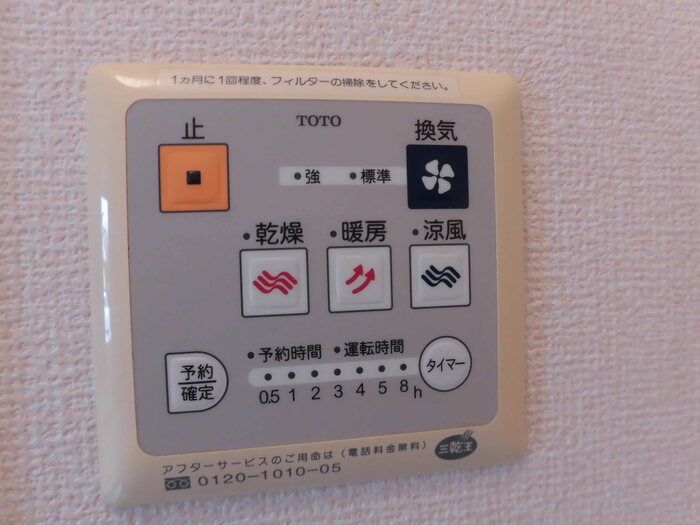 1ヵ月に1回程度、フィルターの掃除をしてください。
TOTO
止
換気
•強 •標準
•乾燥 •暖房 •涼風
•予約時間 •運転時間
予約
確定
タイマー
0.5 1 2 3 4 5 8h
三乾王
アフターサービスのご用命は(電話料金無料)
0120-1010-05